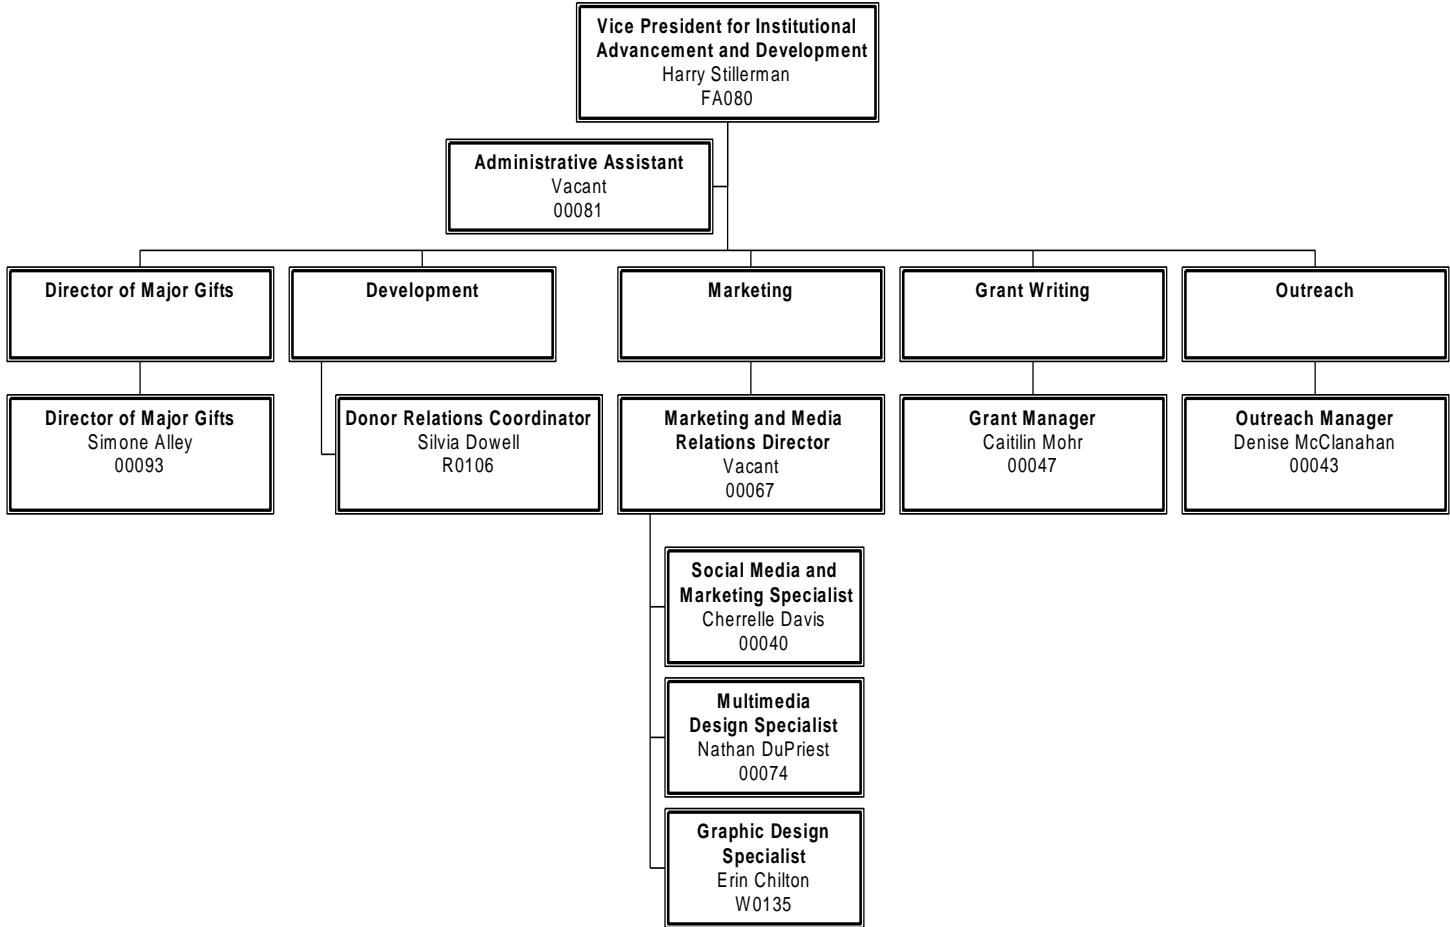 Vice President for Institutional
Advancement and Development
Harry Stillerman
FA080
Administrative Assistant
Vacant
00081
Director of Major Gifts
Development
Marketing
Grant Writing
Outreach
Director of Major Gifts
Simone Alley
00093
Donor Relations Coordinator
Silvia Dowell
R0106
Marketing and Media
Relations Director
Vacant
00067
Grant Manager
Caitilin Mohr
00047
Outreach Manager
Denise McClanahan
00043
Social Media and
Marketing Specialist
Cherrelle Davis
00040
Multimedia
Design Specialist
Nathan DuPriest
00074
Graphic Design
Specialist
Erin Chilton
W0135